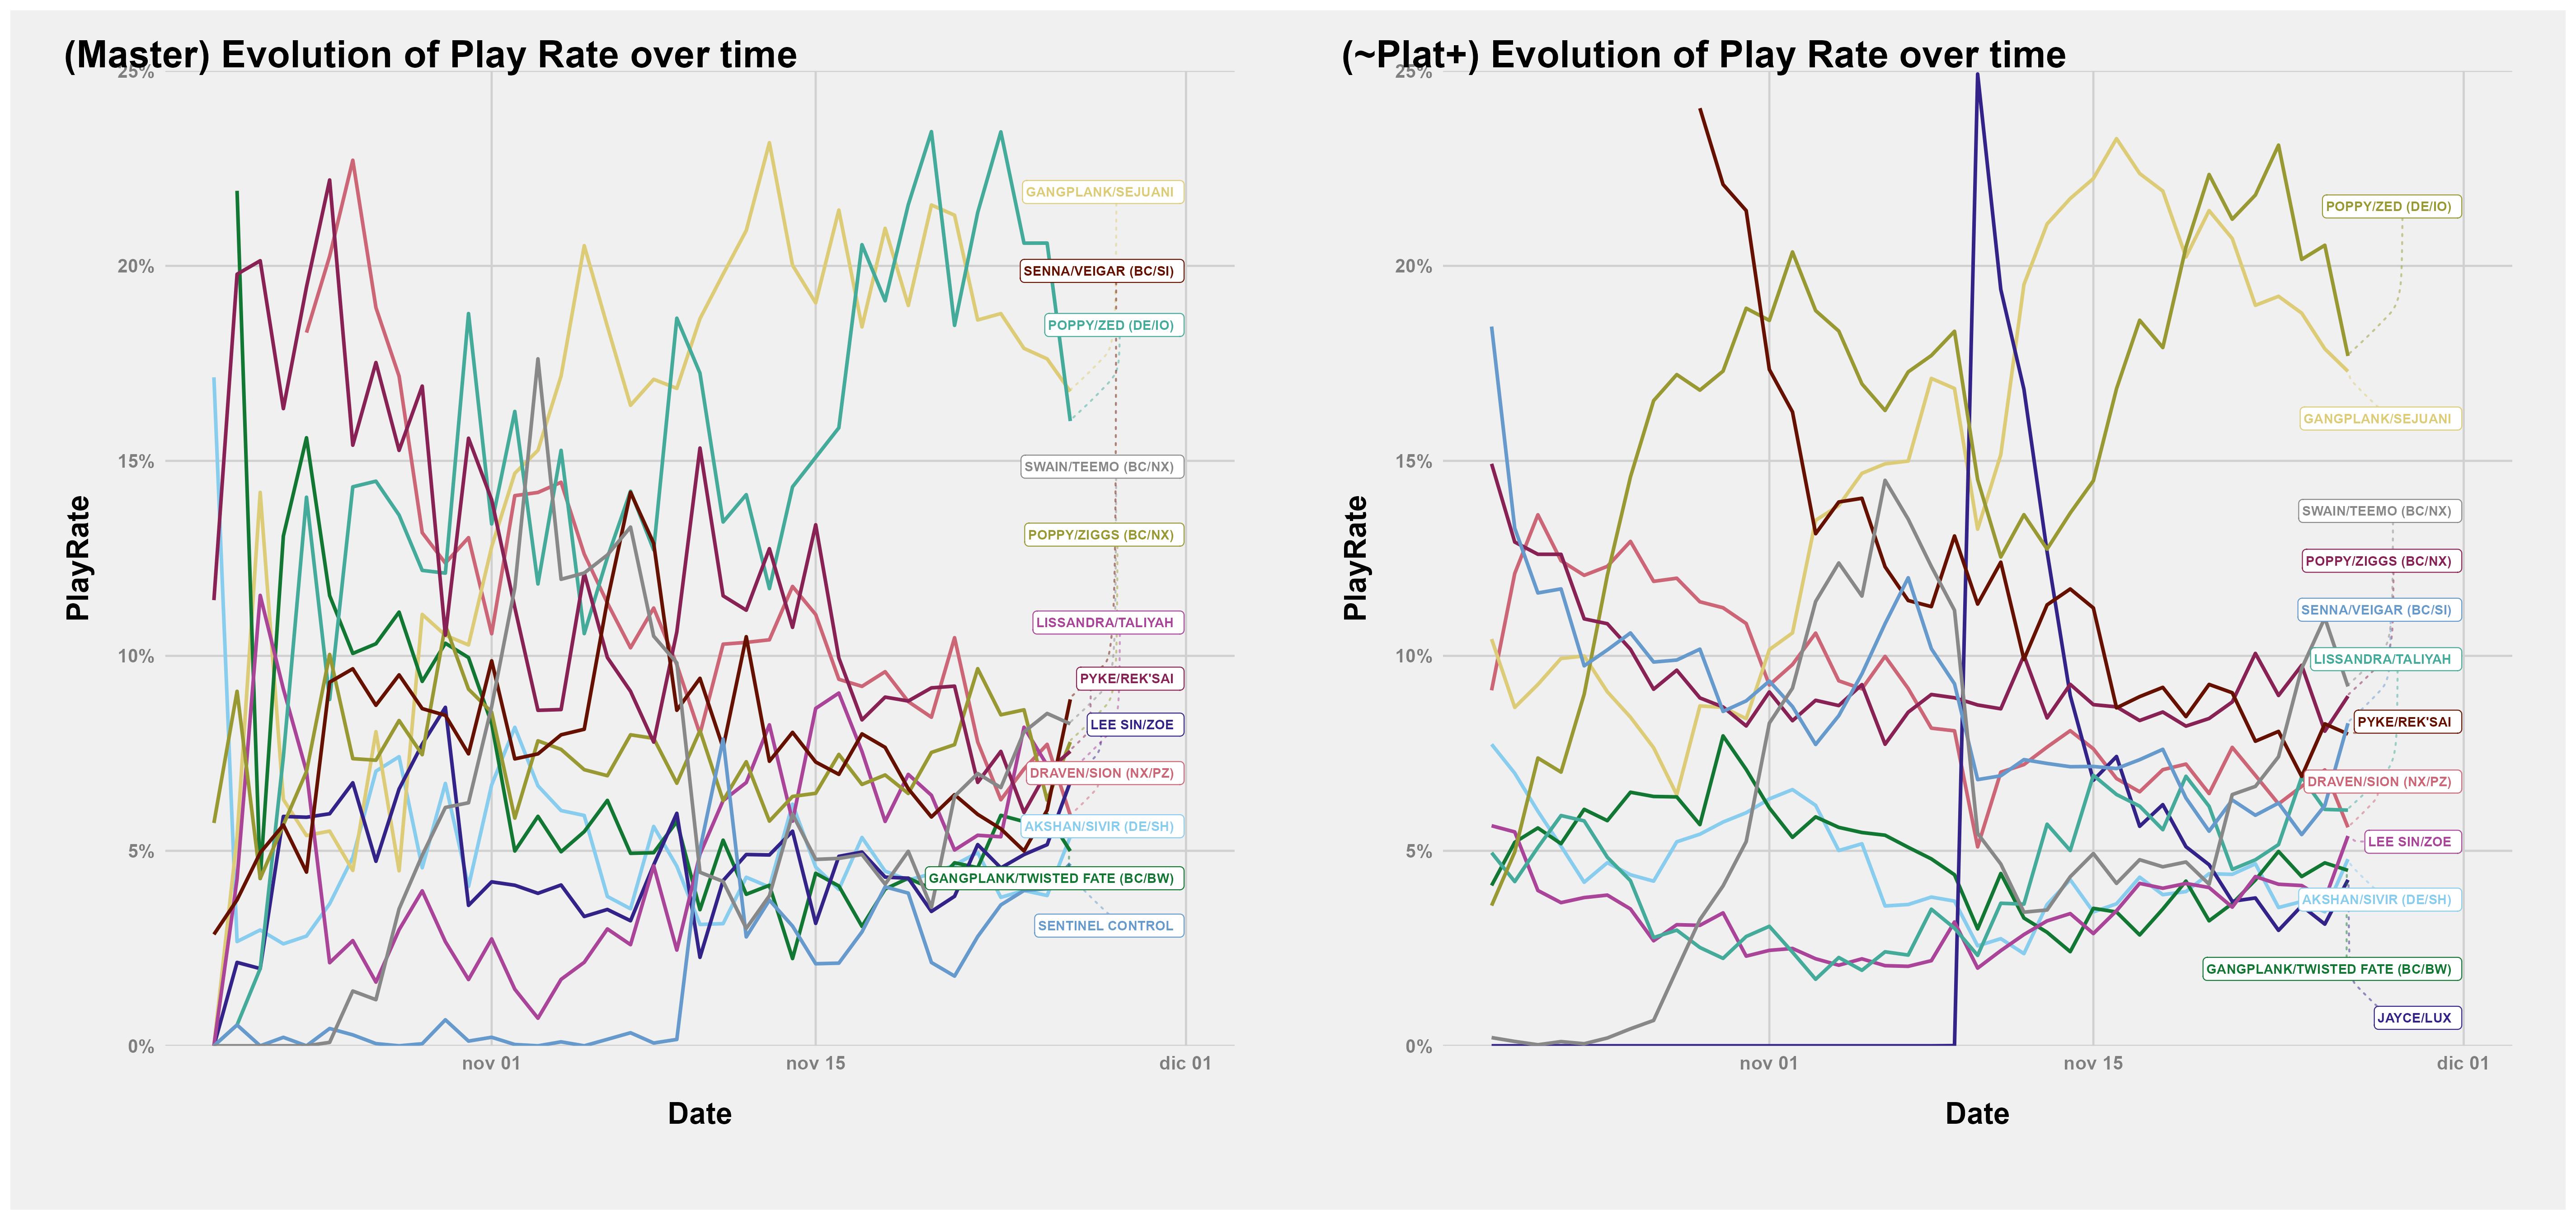 (Master) Evolution of Play Rate over time
25%
20%
15%
10%
5%
0%
PlayRate
nov 01
nov 15
dic 01
Date
GANGPLANK/SEJUANI
SENNA/VEIGAR (BC/SI)
POPPY/ZED (DE/IO)
SWAIN/TEEMO (BC/NX)
POPPY/ZIGGS (BC/NX)
LISSANDRA/TALIYAH
PYKE/REK'SAI
LEE SIN/ZOE
DRAVEN/SION (NX/PZ)
AKSHAN/SIVIR (DE/SH)
GANGPLANK/TWISTED FATE (BC/BW)
SENTINEL CONTROL
(~Plat+) Evolution of Play Rate over time
25%
20%
15%
10%
5%
0%
PlayRate
nov 01
nov 15
dic 01
Date
POPPY/ZED (DE/IO)
GANGPLANK/SEJUANI
SWAIN/TEEMO (BC/NX)
POPPY/ZIGGS (BC/NX)
SENNA/VEIGAR (BC/SI)
LISSANDRA/TALIYAH
PYKE/REK'SAI
DRAVEN/SION (NX/PZ)
LEE SIN/ZOE
AKSHAN/SIVIR (DE/SH)
GANGPLANK/TWISTED FATE (BC/BW)
JAYCE/LUX